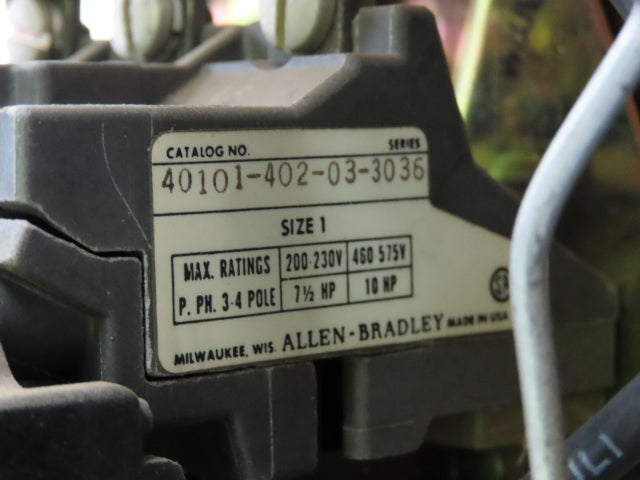 CATALOG NO. SERIES
40101-402-03-3036
SIZE 1
MAX. RATINGS 200-230V 460-575V
P. PH. 3-4 POLE 7½ HP 10 HP
MILWAUKEE, WIS. ALLEN-BRADLEY MADE IN USA